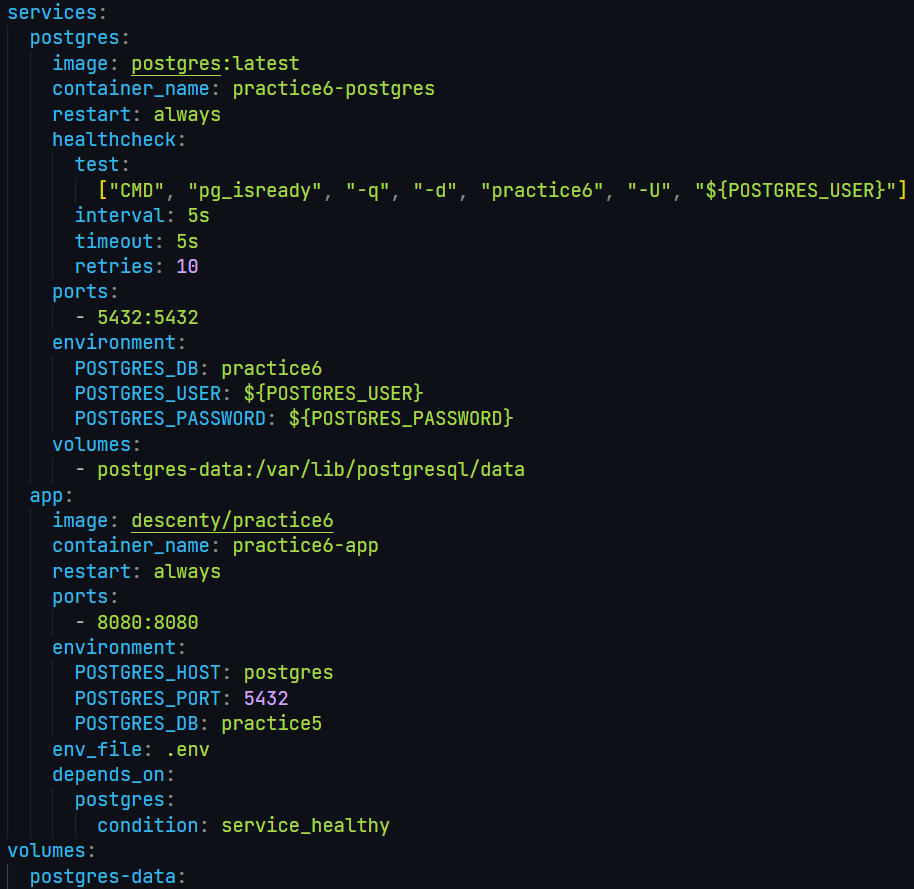 services:
  postgres:
    image: postgres:latest
    container_name: practice6-postgres
    restart: always
    healthcheck:
      test:
        ["CMD", "pg_isready", "-q", "-d", "practice6", "-U", "${POSTGRES_USER}"]
      interval: 5s
      timeout: 5s
      retries: 10
    ports:
      - 5432:5432
    environment:
      POSTGRES_DB: practice6
      POSTGRES_USER: ${POSTGRES_USER}
      POSTGRES_PASSWORD: ${POSTGRES_PASSWORD}
    volumes:
      - postgres-data:/var/lib/postgresql/data
  app:
    image: descenty/practice6
    container_name: practice6-app
    restart: always
    ports:
      - 8080:8080
    environment:
      POSTGRES_HOST: postgres
      POSTGRES_PORT: 5432
      POSTGRES_DB: practice5
    env_file: .env
    depends_on:
      postgres:
        condition: service_healthy
volumes:
  postgres-data: